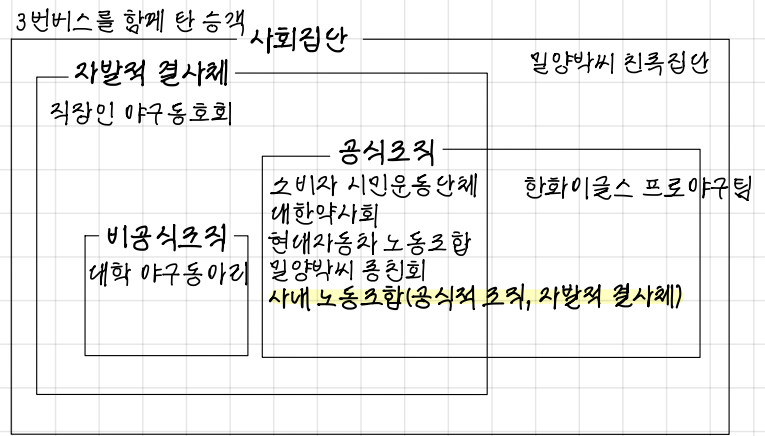 3번버스를 함께 탄 승객
사회집단
밀양박씨 친족집단
자발적 결사체
직장인 야구동호회
공식조직
소비자 시민운동단체
한화이글스 프로야구팀
대한약사회
비공식조직
현대자동차 노동조합
대학 야구동아리
밀양박씨 종친회
사내 노동조합(공식적 조직, 자발적 결사체)